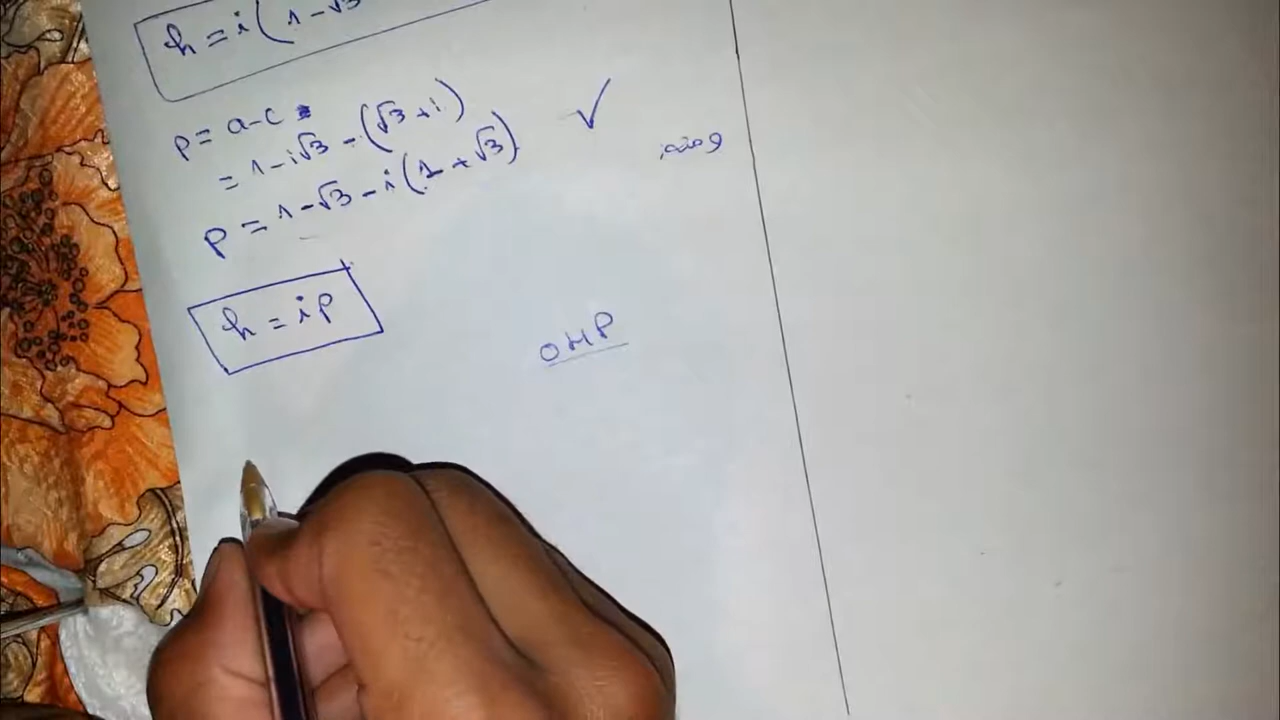 h = i(1-√3
p = a-c
= 1-i√3 - (√3+i)
p = 1-√3 - i(1+√3)
✓
ومنه
h = ip
OHP